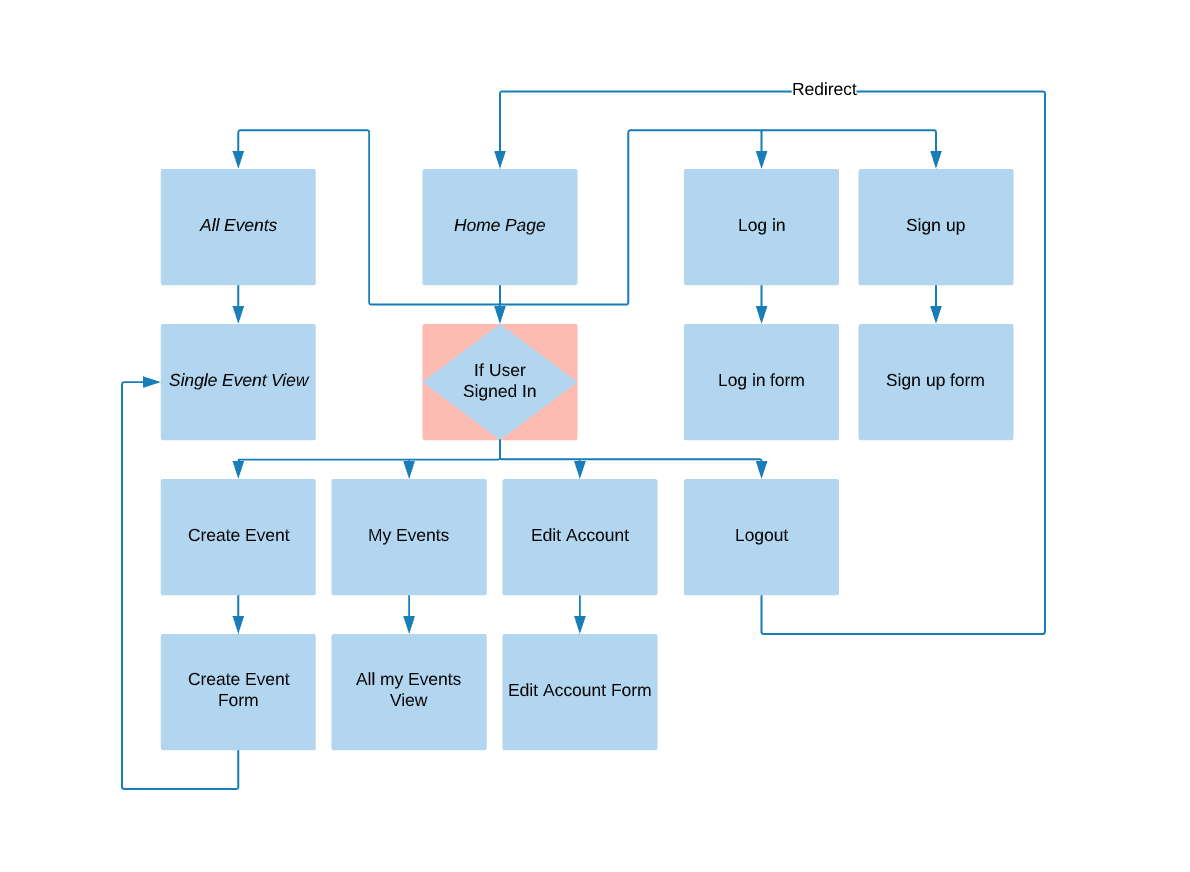 Redirect
All Events
Home Page
Log in
Sign up
Single Event View
If User
Signed In
Log in form
Sign up form
Create Event
My Events
Edit Account
Logout
Create Event
Form
All my Events
View
Edit Account Form